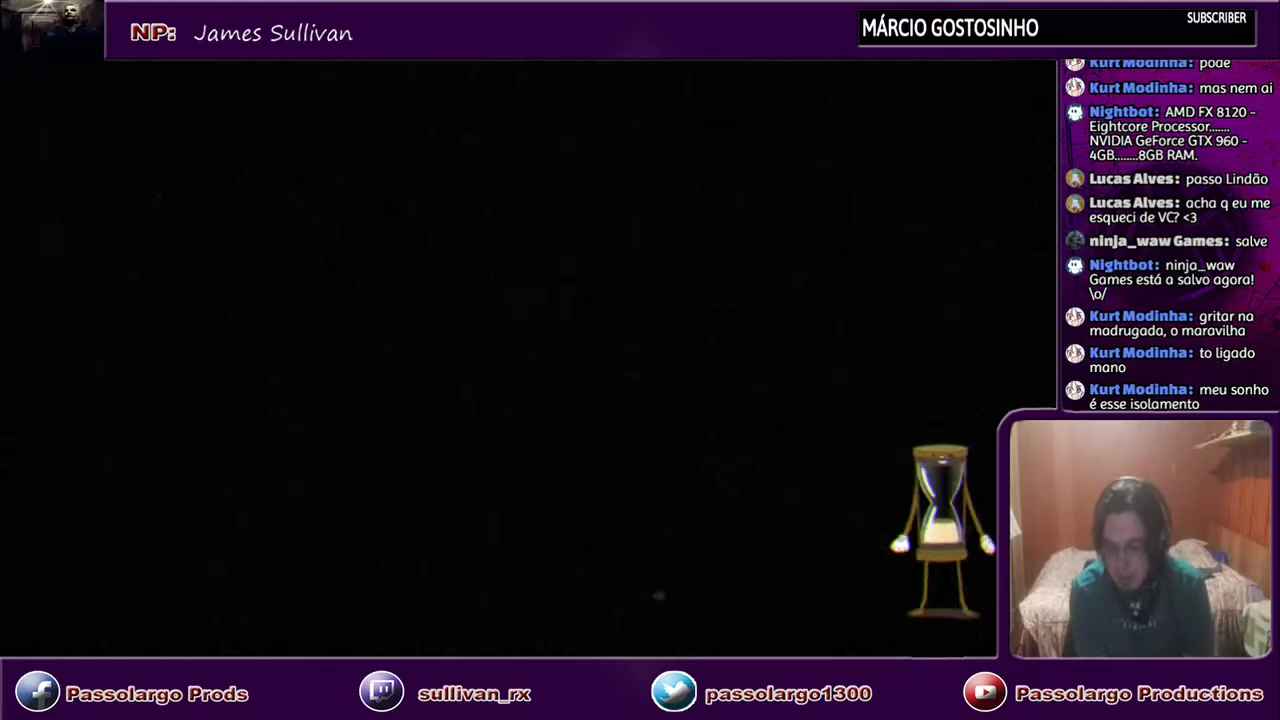 NP: James Sullivan
SUBSCRIBER
MÁRCIO GOSTOSINHO
Kurt Modinha: pode
Kurt Modinha: mas nem ai
Nightbot: AMD FX 8120 -
Eightcore Processor.......
NVIDIA GeForce GTX 960 -
4GB........8GB RAM.
Lucas Alves: passo Lindão
Lucas Alves: acha q eu me
esqueci de VC? <3
ninja_waw Games: salve
Nightbot: ninja_waw
Games está a salvo agora!
\o/
Kurt Modinha: gritar na
madrugada, o maravilha
Kurt Modinha: to ligado
mano
Kurt Modinha: meu sonho
é esse isolamento
Passolargo Prods
sullivan_rx
passolargo1300
Passolargo Productions